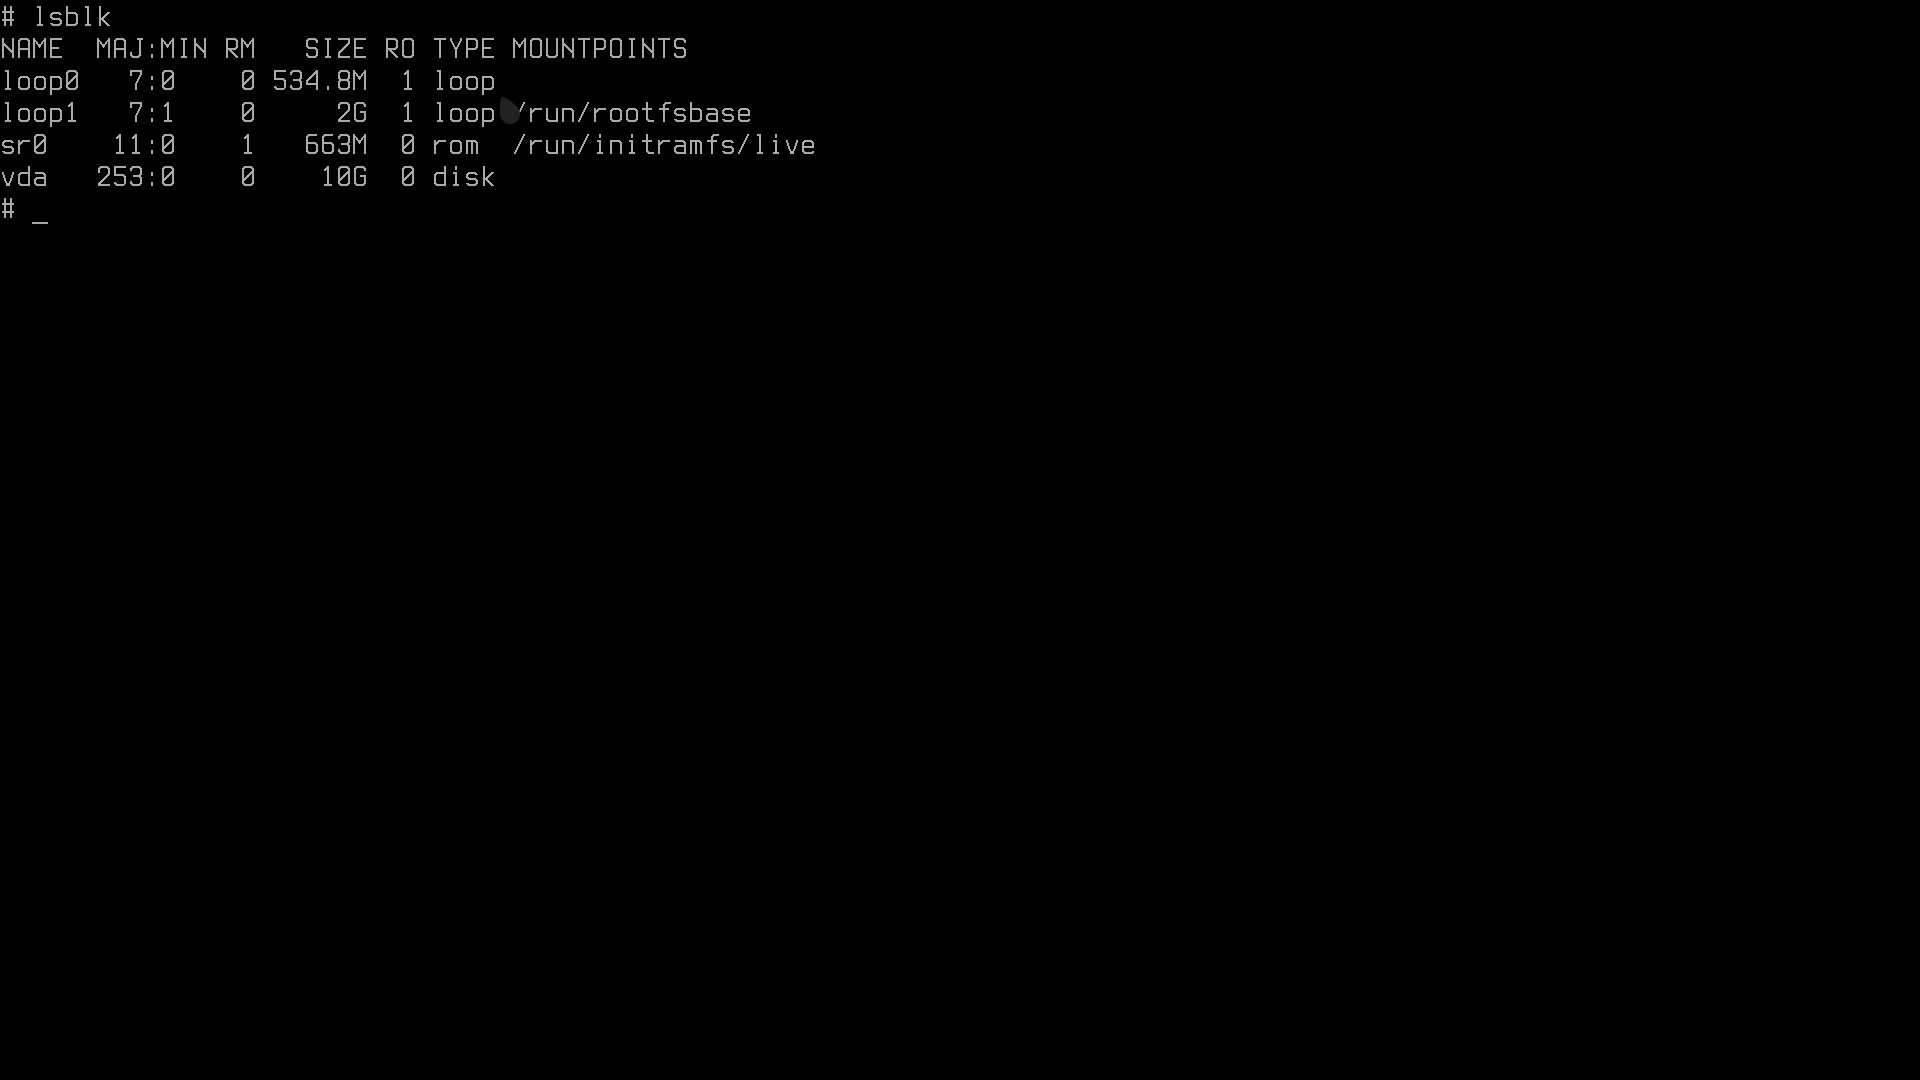 # lsblk
NAME  MAJ:MIN RM   SIZE RO TYPE MOUNTPOINTS
loop0   7:0    0 534.8M  1 loop
loop1   7:1    0     2G  1 loop /run/rootfsbase
sr0    11:0    1   663M  0 rom  /run/initramfs/live
vda   253:0    0    10G  0 disk
# _